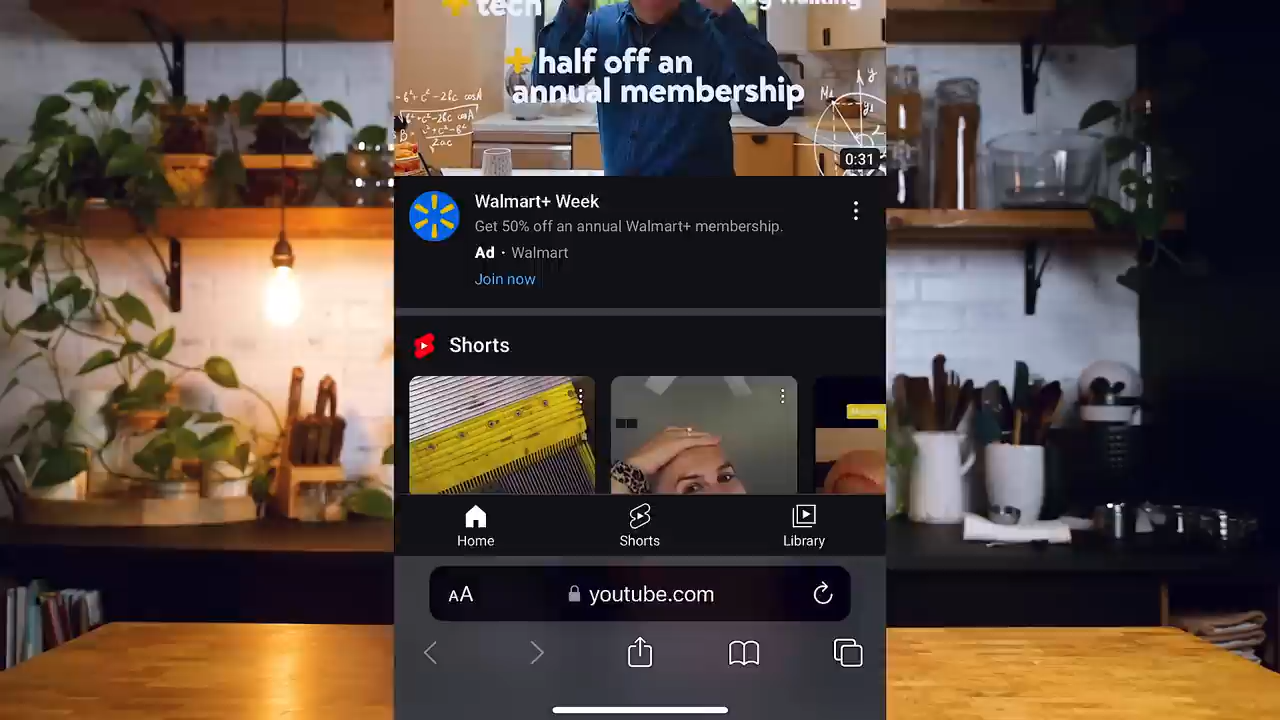 + tech
+ half off an
annual membership
0:31
Walmart+ Week
Get 50% off an annual Walmart+ membership.
Ad · Walmart
Join now
Shorts
Home
Shorts
Library
AA
youtube.com